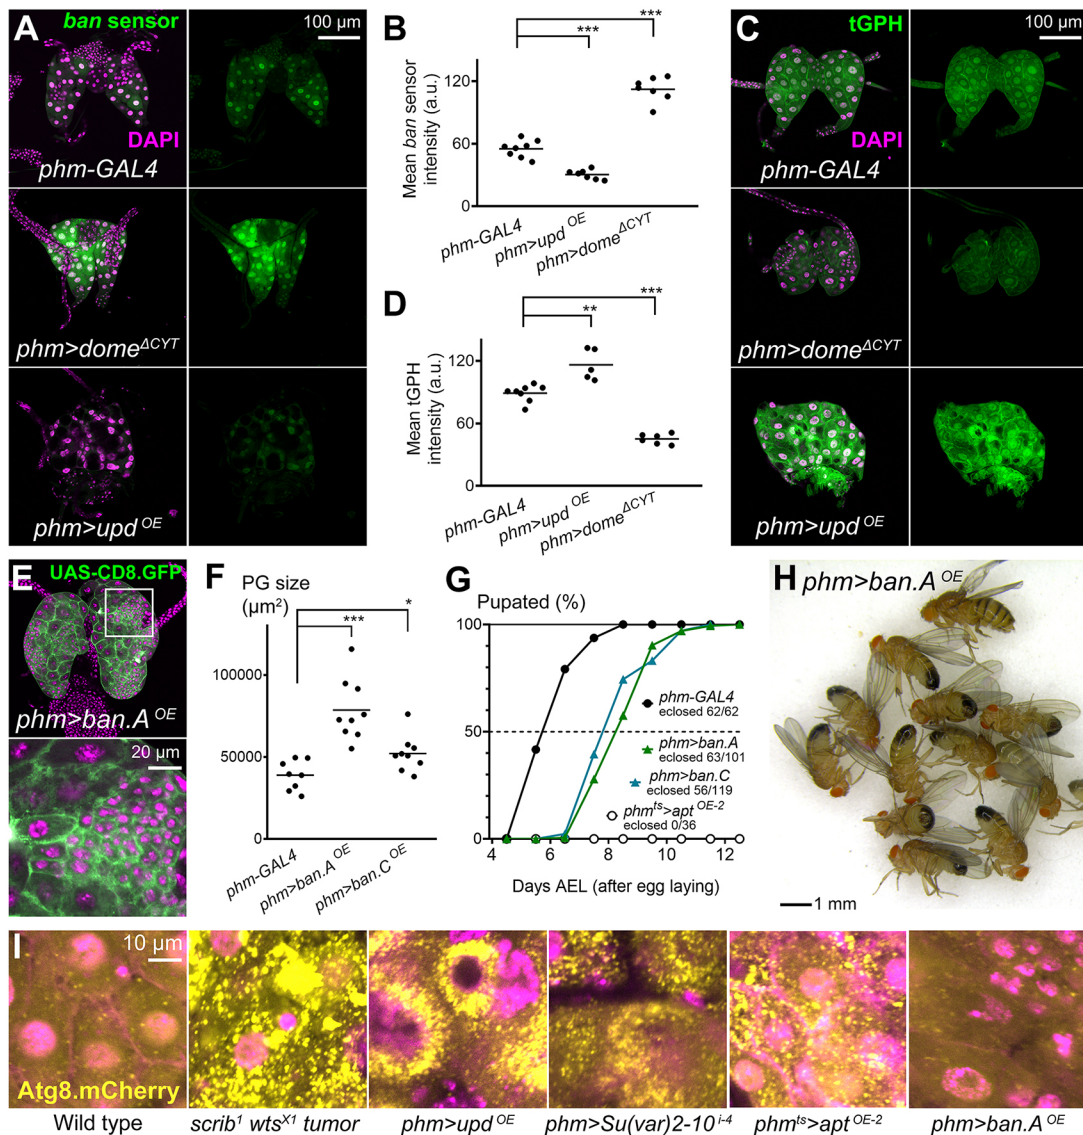 A
ban sensor
100 µm
DAPI
phm-GAL4
phm>dome^ΔCYT
phm>upd^OE
B
***
***
Mean ban sensor
intensity (a.u.)
120
60
0
phm-GAL4
phm>upd^OE
phm>dome^ΔCYT
C
tGPH
100 µm
DAPI
phm-GAL4
phm>dome^ΔCYT
phm>upd^OE
D
***
**
Mean tGPH
intensity (a.u.)
120
60
0
phm-GAL4
phm>upd^OE
phm>dome^ΔCYT
E
UAS-CD8.GFP
phm>ban.A^OE
20 µm
F
PG size
(µm²)
*
***
100000
50000
0
phm-GAL4
phm>ban.A^OE
phm>ban.C^OE
G
Pupated (%)
100
50
0
phm-GAL4
eclosed 62/62
phm>ban.A
eclosed 63/101
phm>ban.C
eclosed 56/119
phm^ts>apt^OE-2
eclosed 0/36
4 6 8 10 12
Days AEL (after egg laying)
H
phm>ban.A^OE
1 mm
I
10 µm
Atg8.mCherry
Wild type
scrib¹ wts^X1 tumor
phm>upd^OE
phm>Su(var)2-10^i-4
phm^ts>apt^OE-2
phm>ban.A^OE